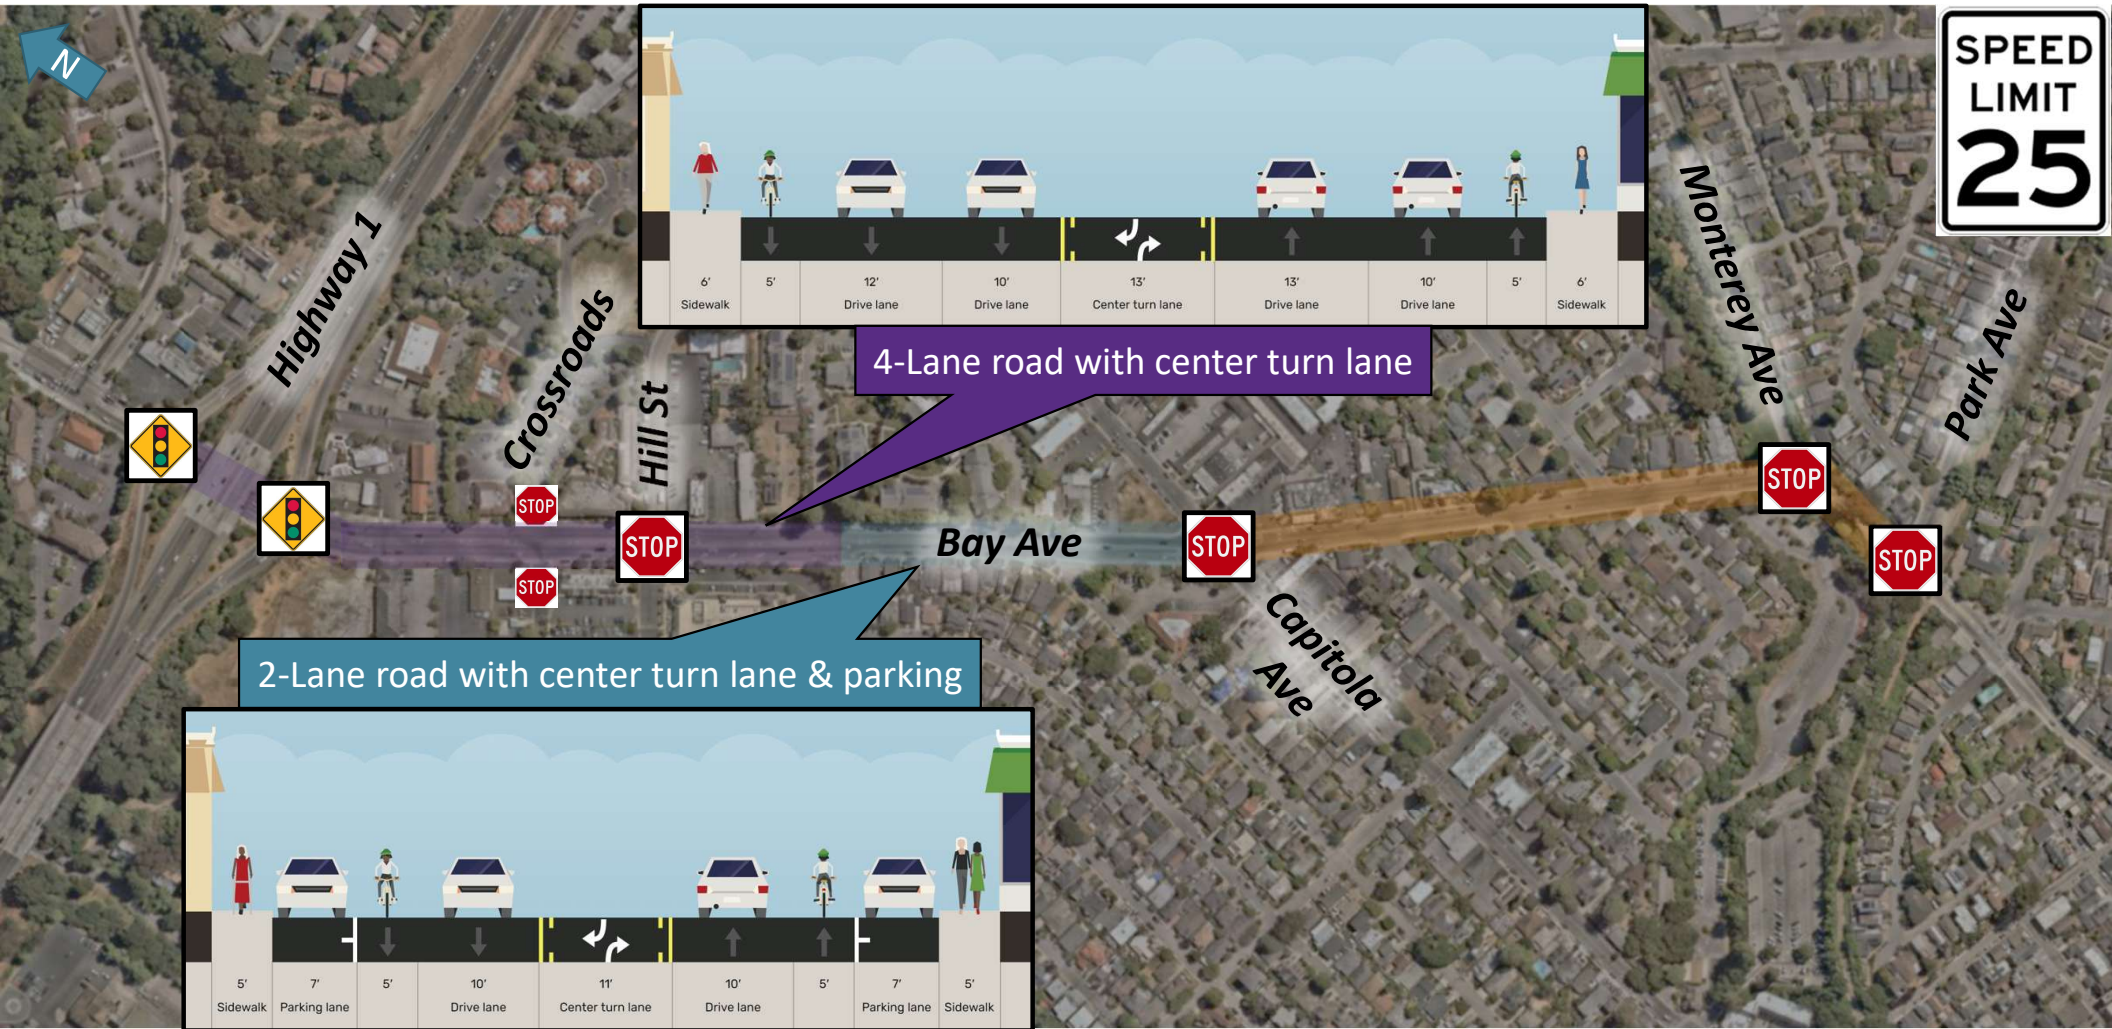 N
SPEED
LIMIT
25
6' 5' 12' 10' 13' 13' 10' 5' 6'
Sidewalk Drive lane Drive lane Center turn lane Drive lane Drive lane Sidewalk
4-Lane road with center turn lane
Highway 1
Crossroads
Hill St
Monterey Ave
Park Ave
STOP
STOP
STOP
STOP
STOP
STOP
Bay Ave
Capitola
Ave
2-Lane road with center turn lane & parking
5' 7' 5' 10' 11' 10' 5' 7' 5'
Sidewalk Parking lane Drive lane Center turn lane Drive lane Parking lane Sidewalk